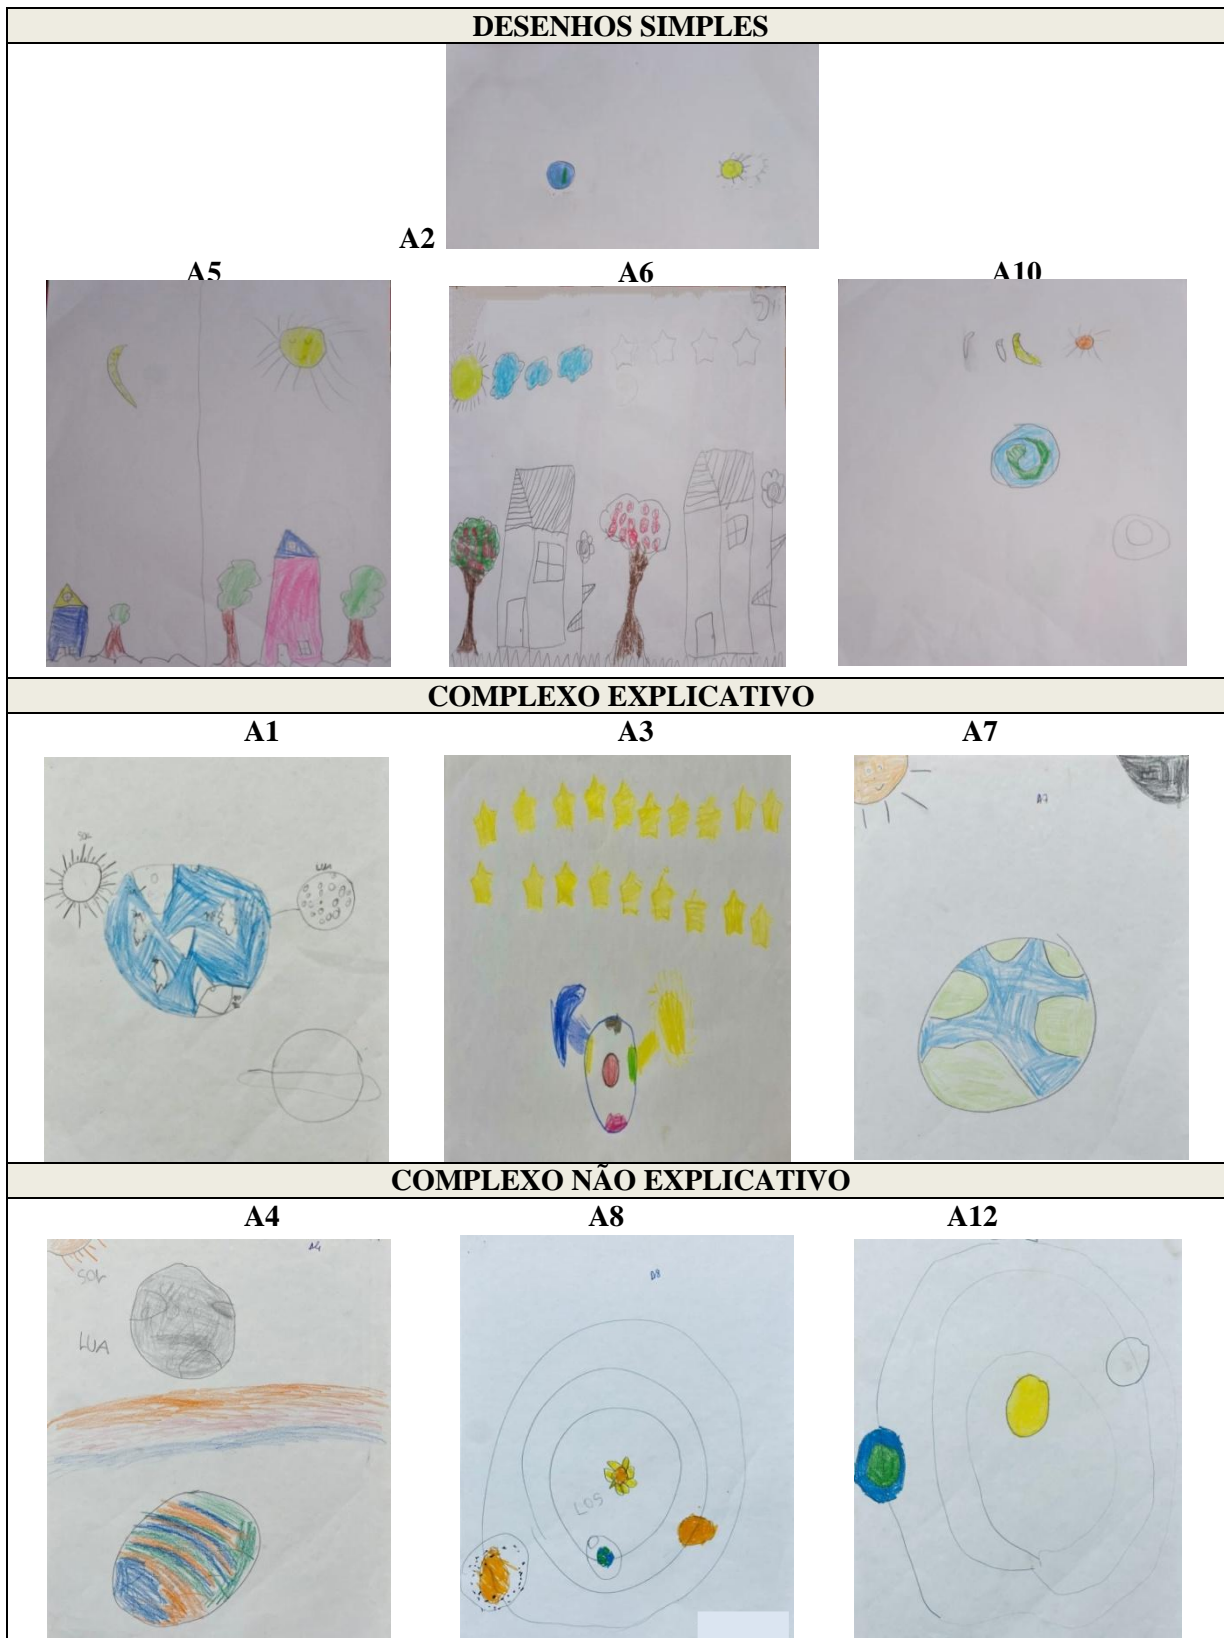 DESENHOS SIMPLES
A2
A5 A6 A10
COMPLEXO EXPLICATIVO
A1 A3 A7
SOL
LUA
A7
COMPLEXO NÃO EXPLICATIVO
A4 A8 A12
A4
SOL
LUA
A8
LOS